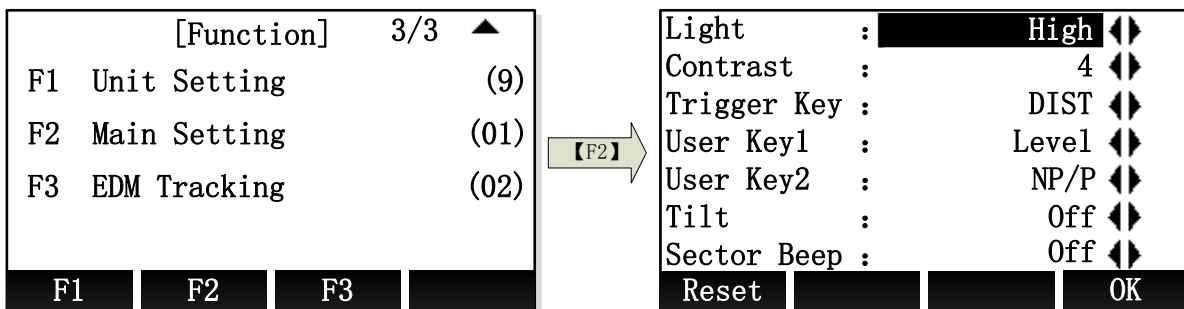 [Function] 3/3
F1 Unit Setting (9)
F2 Main Setting (01)
F3 EDM Tracking (02)
F1 F2 F3
【F2】
Light : High
Contrast : 4
Trigger Key : DIST
User Key1 : Level
User Key2 : NP/P
Tilt : Off
Sector Beep : Off
Reset OK